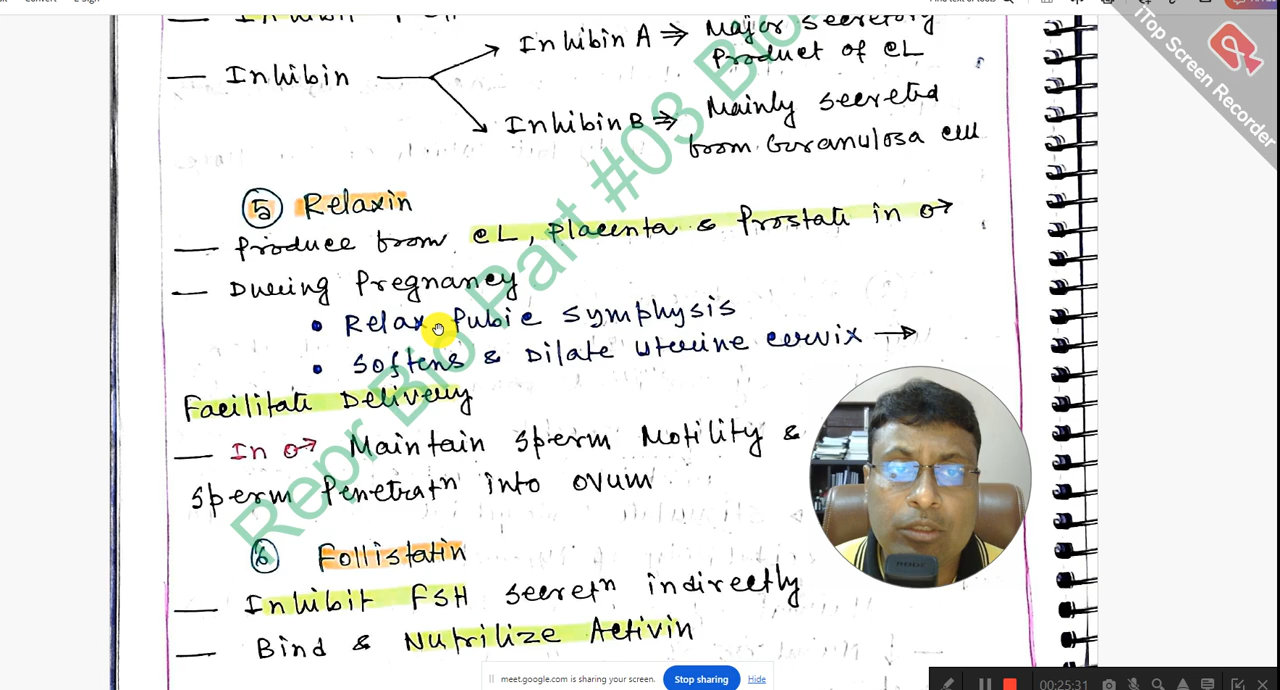 Inhibin
Inhibin A ⇒ Major secretory
Product of CL
Inhibin B ⇒ Mainly secreted
from Guranulosa cell
⑤ Relaxin
— Produce from CL, Placenta & Prostate in ♂
— During Pregnancy
• Relax Pubic Symphysis
• Softens & Dilate Uterine cervix →
Facilitate Delivery
— In ♂ Maintain Sperm Motility &
Sperm Penetratn into ovum
⑥ Follistatin
— Inhibit FSH secretn indirectly
— Bind & Nutrilize Activin
Repr Bio Part #03 Bio
iTop Screen Recorder
RODE
meet.google.com is sharing your screen.
Stop sharing
Hide
00:25:31